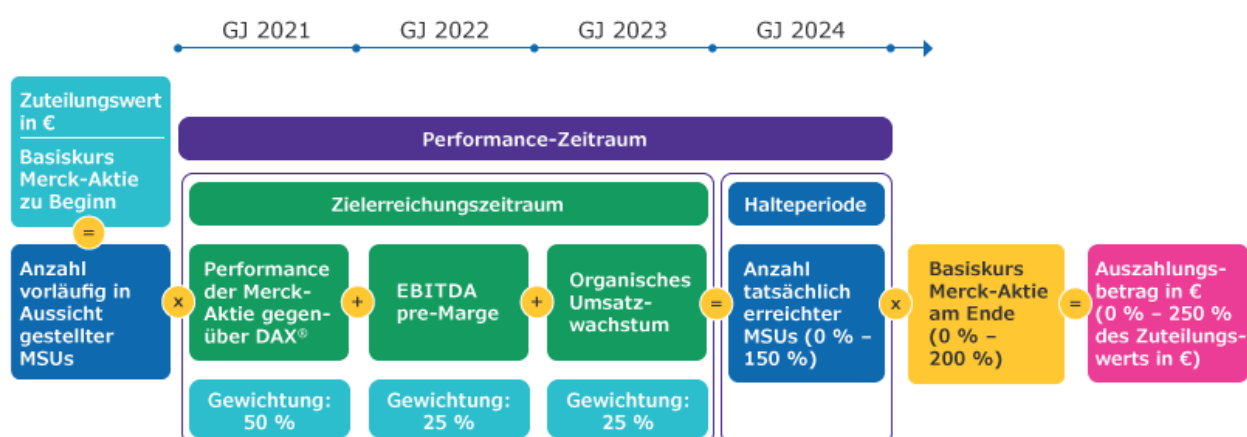 GJ 2021
GJ 2022
GJ 2023
GJ 2024
Zuteilungswert
in €
Basiskurs
Merck-Aktie
zu Beginn
=
Anzahl
vorläufig in
Aussicht
gestellter
MSUs
Performance-Zeitraum
Zielerreichungszeitraum
Halteperiode
x
Performance
der Merck-
Aktie gegen-
über DAX®
+
EBITDA
pre-Marge
+
Organisches
Umsatz-
wachstum
=
Anzahl
tatsächlich
erreichter
MSUs (0 % –
150 %)
x
Basiskurs
Merck-Aktie
am Ende
(0 % –
200 %)
=
Auszahlungs-
betrag in €
(0 % – 250 %
des Zuteilungs-
werts in €)
Gewichtung:
50 %
Gewichtung:
25 %
Gewichtung:
25 %